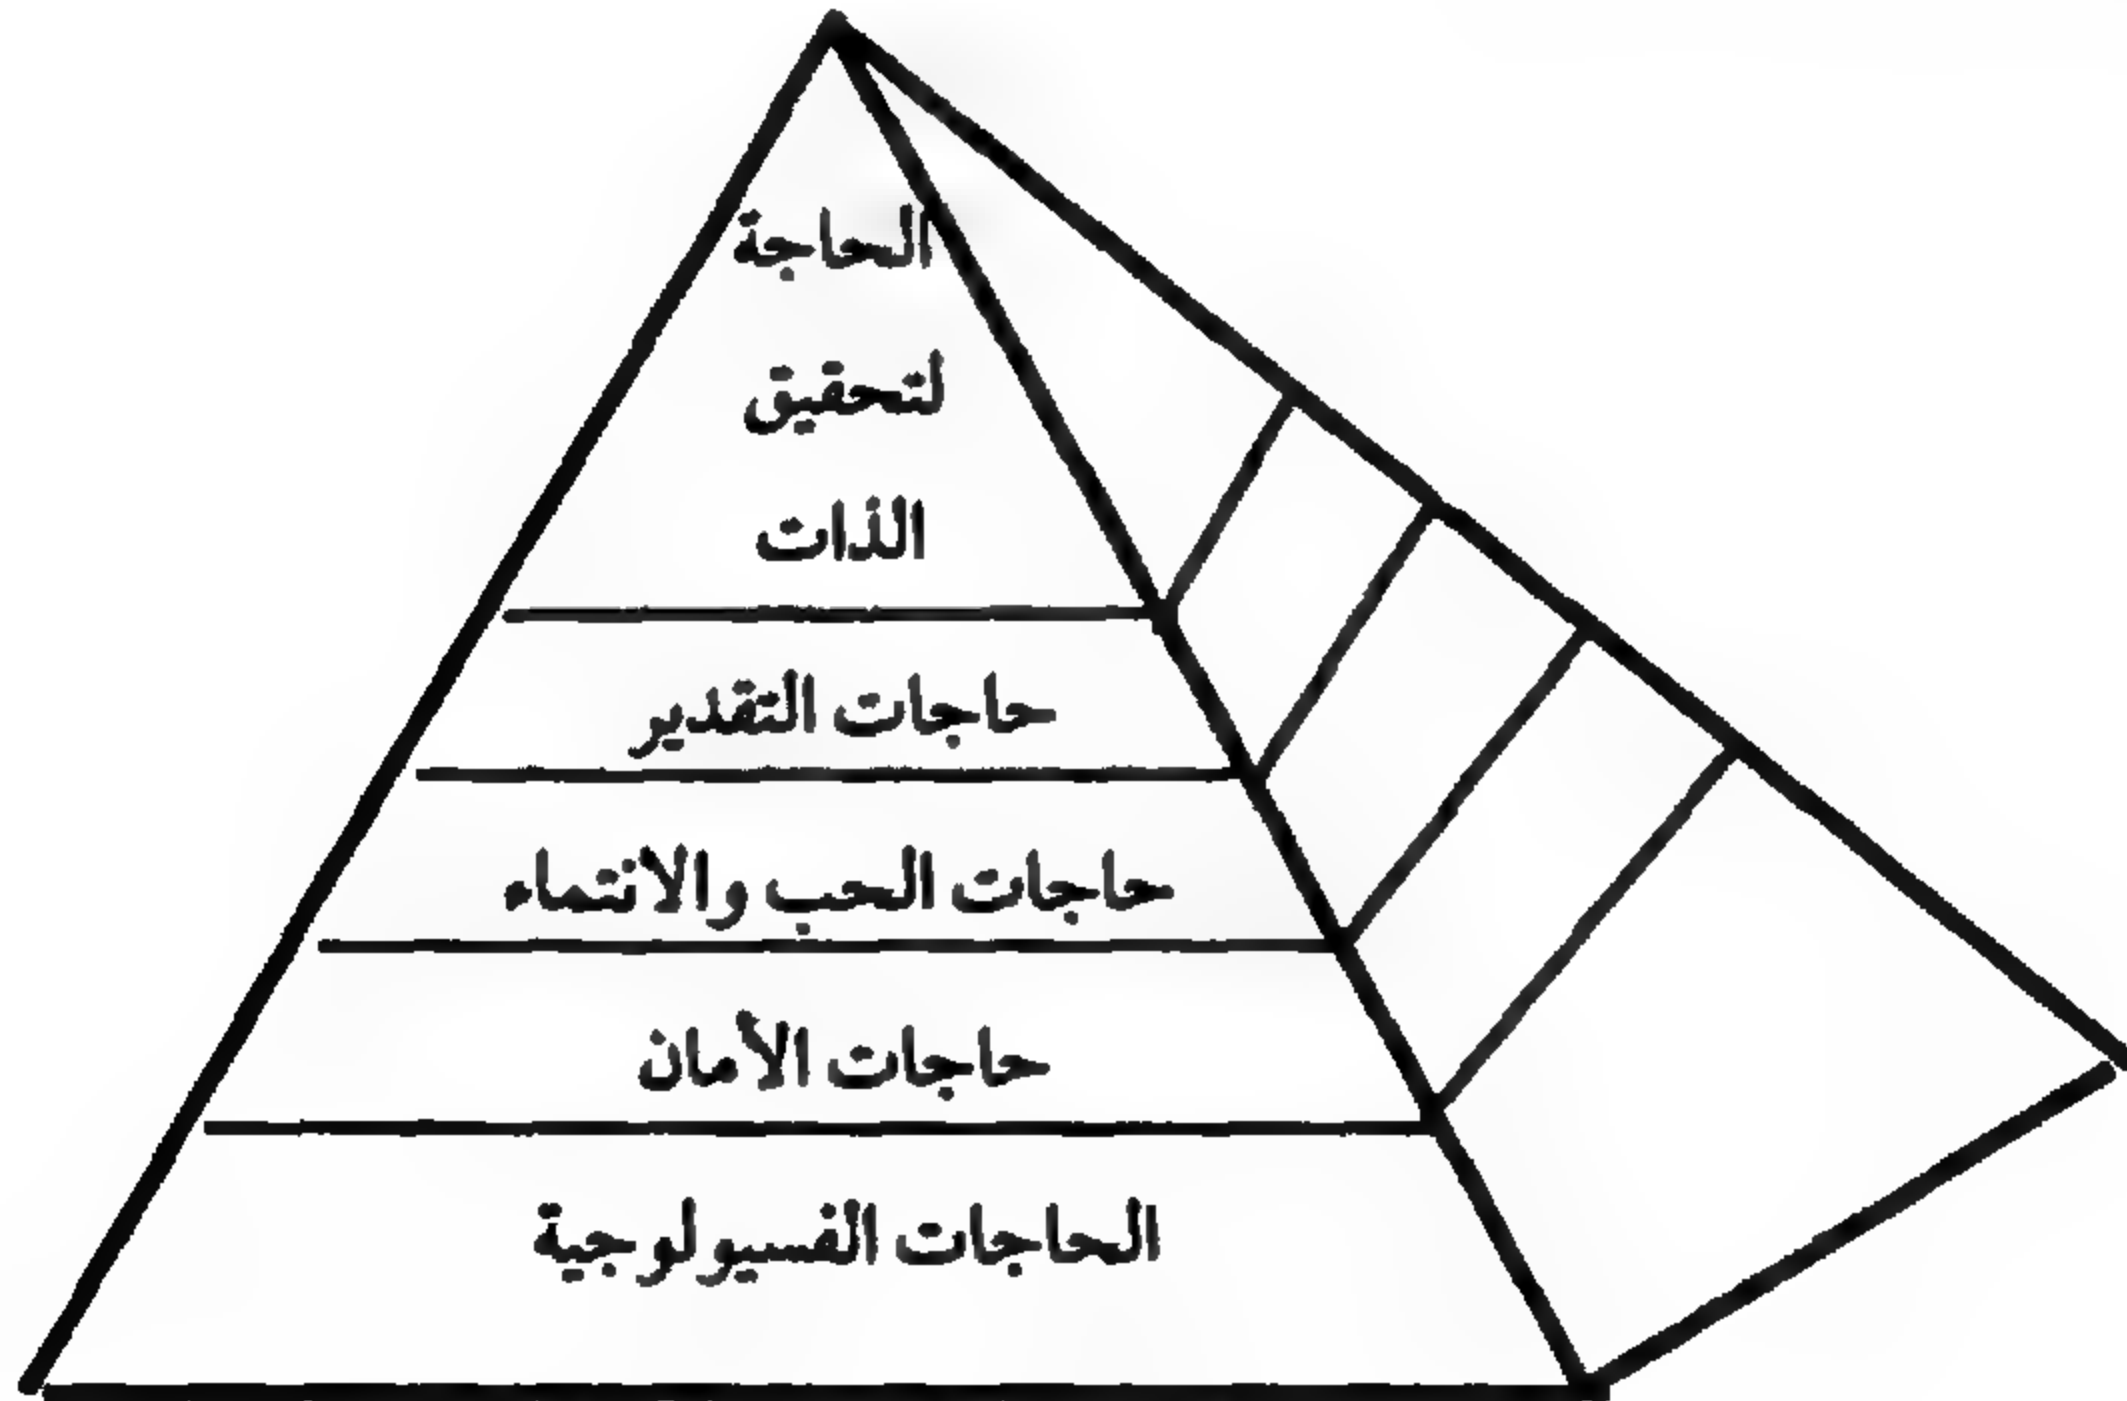 الحاجة
لتحقيق
الذات
حاجات التقدير
حاجات الحب والانتماء
حاجات الأمان
الحاجات الفسيولوجية